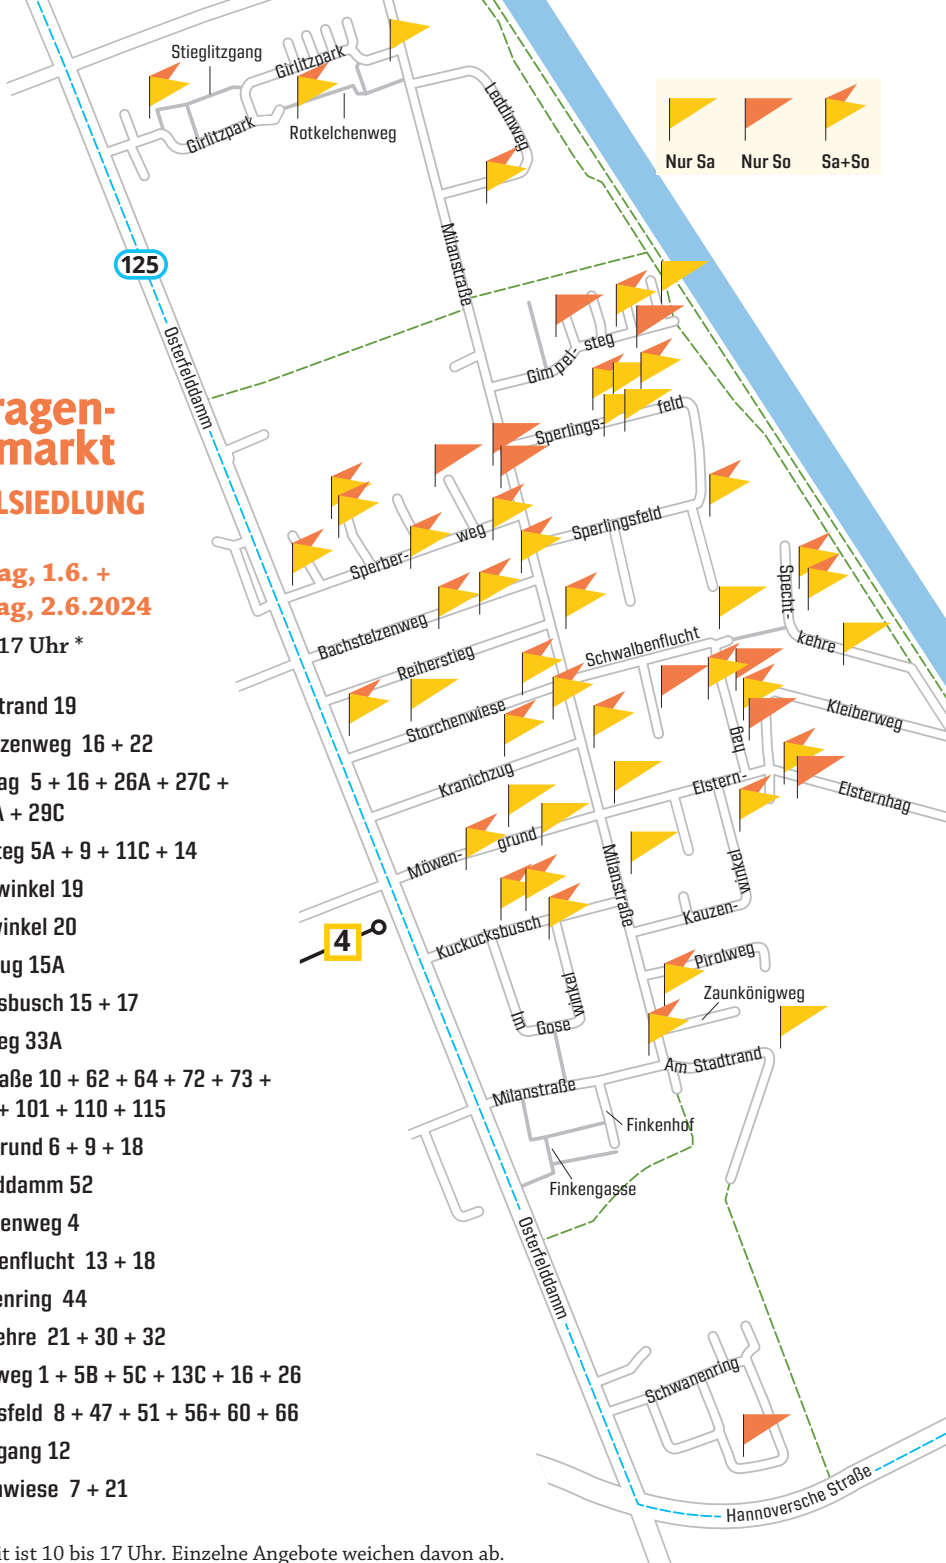 Stieglitzgang
Girlitzpark
Girlitzpark
Rotkelchenweg
Leddinweg
Nur Sa
Nur So
Sa+So
Milanstraße
125
Osterfelddamm
Gimpel-
steg
ragen-
markt
LSIEDLUNG
ag, 1.6. +
ag, 2.6.2024
17 Uhr *
Sperlings-
feld
Sperber-
weg
Sperlingsfeld
Bachstelzenweg
Reiherstieg
Storchenwiese
Schwalbenflucht
Specht-
kehre
Kleiberweg
Kranichzug
Elstern-
hag
Elsternhag
Möwen-
grund
Milanstraße
Kauzen-
winkel
Kuckucksbusch
4
Im
Gose
winkel
Pirolweg
Zaunkönigweg
Am Stadtrand
Milanstraße
Finkenhof
Finkengasse
Osterfelddamm
Schwanenring
Hannoversche Straße
trand 19
zenweg 16 + 22
ag 5 + 16 + 26A + 27C +
A + 29C
teg 5A + 9 + 11C + 14
winkel 19
vinkel 20
ug 15A
sbusch 15 + 17
eg 33A
aße 10 + 62 + 64 + 72 + 73 +
+ 101 + 110 + 115
rund 6 + 9 + 18
ddamm 52
enweg 4
enflucht 13 + 18
enring 44
ehre 21 + 30 + 32
weg 1 + 5B + 5C + 13C + 16 + 26
sfeld 8 + 47 + 51 + 56+ 60 + 66
gang 12
nwiese 7 + 21
it ist 10 bis 17 Uhr. Einzelne Angebote weichen davon ab.